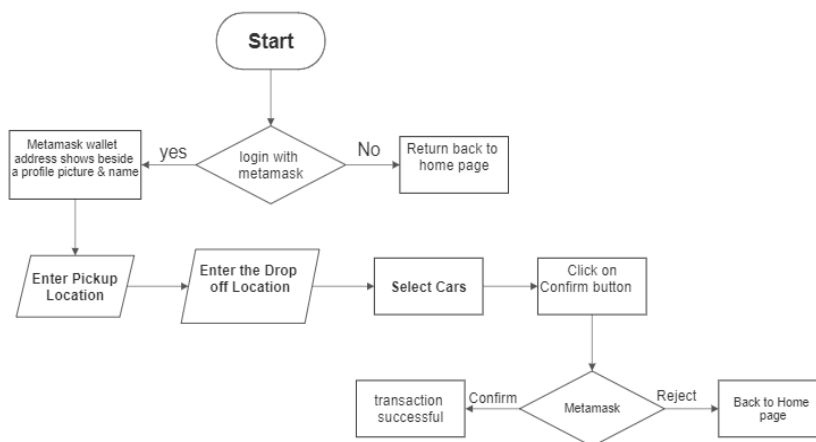 Start
Metamask wallet
address shows beside
a profile picture & name
yes
login with
metamask
No
Return back to
home page
Enter Pickup
Location
Enter the Drop
off Location
Select Cars
Click on
Confirm button
transaction
successful
Confirm
Metamask
Reject
Back to Home
page